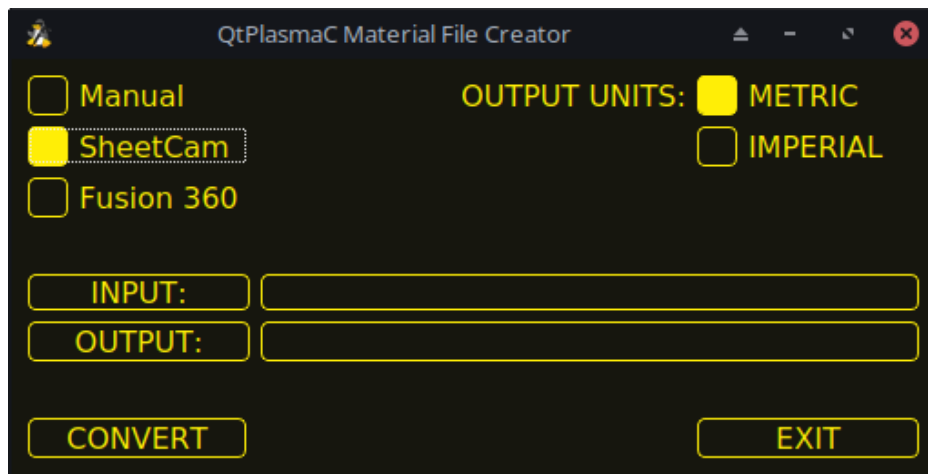 QtPlasmaC Material File Creator
Manual OUTPUT UNITS: METRIC
SheetCam IMPERIAL
Fusion 360
INPUT:
OUTPUT:
CONVERT EXIT